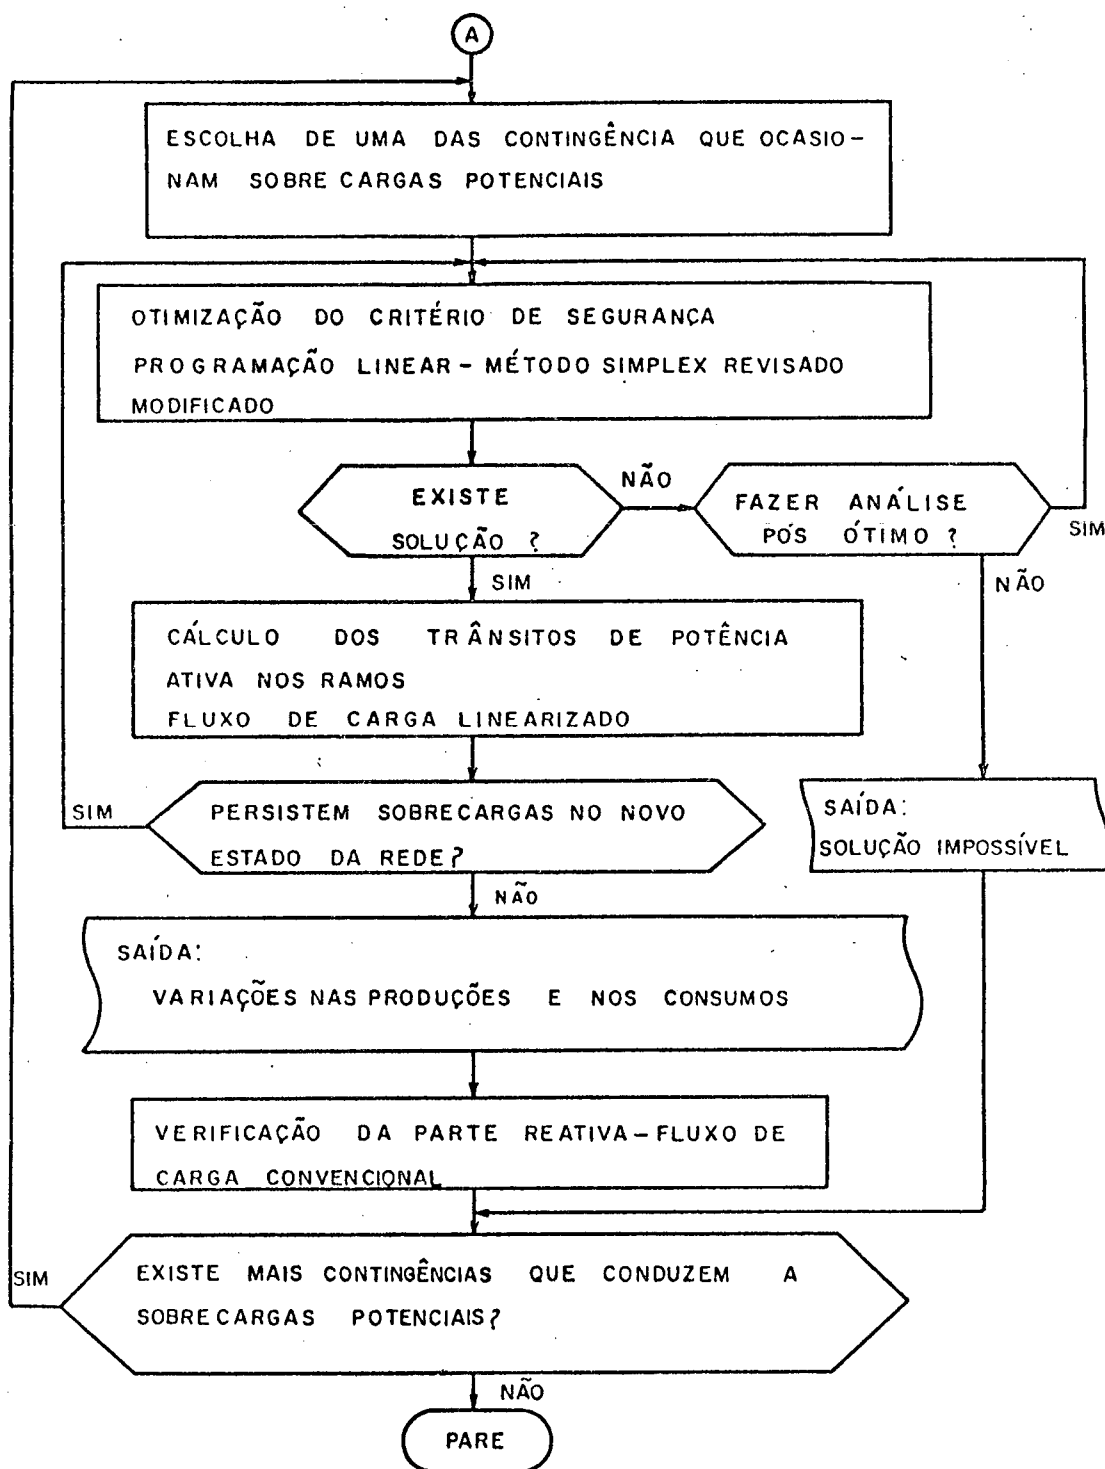 A
ESCOLHA DE UMA DAS CONTINGÊNCIA QUE OCASIO-
NAM SOBRE CARGAS POTENCIAIS
OTIMIZAÇÃO DO CRITÉRIO DE SEGURANÇA
PROGRAMAÇÃO LINEAR - MÉTODO SIMPLEX REVISADO
MODIFICADO
EXISTE
SOLUÇÃO ?
NÃO
FAZER ANÁLISE
PÓS ÓTIMO ?
SIM
SIM
NÃO
CÁLCULO DOS TRÂNSITOS DE POTÊNCIA
ATIVA NOS RAMOS
FLUXO DE CARGA LINEARIZADO
SIM
PERSISTEM SOBRECARGAS NO NOVO
ESTADO DA REDE?
SAÍDA:
SOLUÇÃO IMPOSSÍVEL
NÃO
SAÍDA:
VARIAÇÕES NAS PRODUÇÕES E NOS CONSUMOS
VERIFICAÇÃO DA PARTE REATIVA - FLUXO DE
CARGA CONVENCIONAL
SIM
EXISTE MAIS CONTINGÊNCIAS QUE CONDUZEM A
SOBRECARGAS POTENCIAIS?
NÃO
PARE